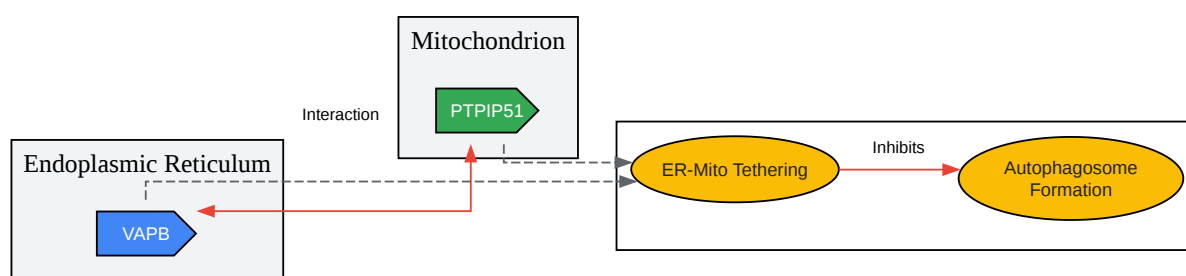 Mitochondrion
PTPIP51
Interaction
Endoplasmic Reticulum
VAPB
ER-Mito Tethering
Inhibits
Autophagosome
Formation